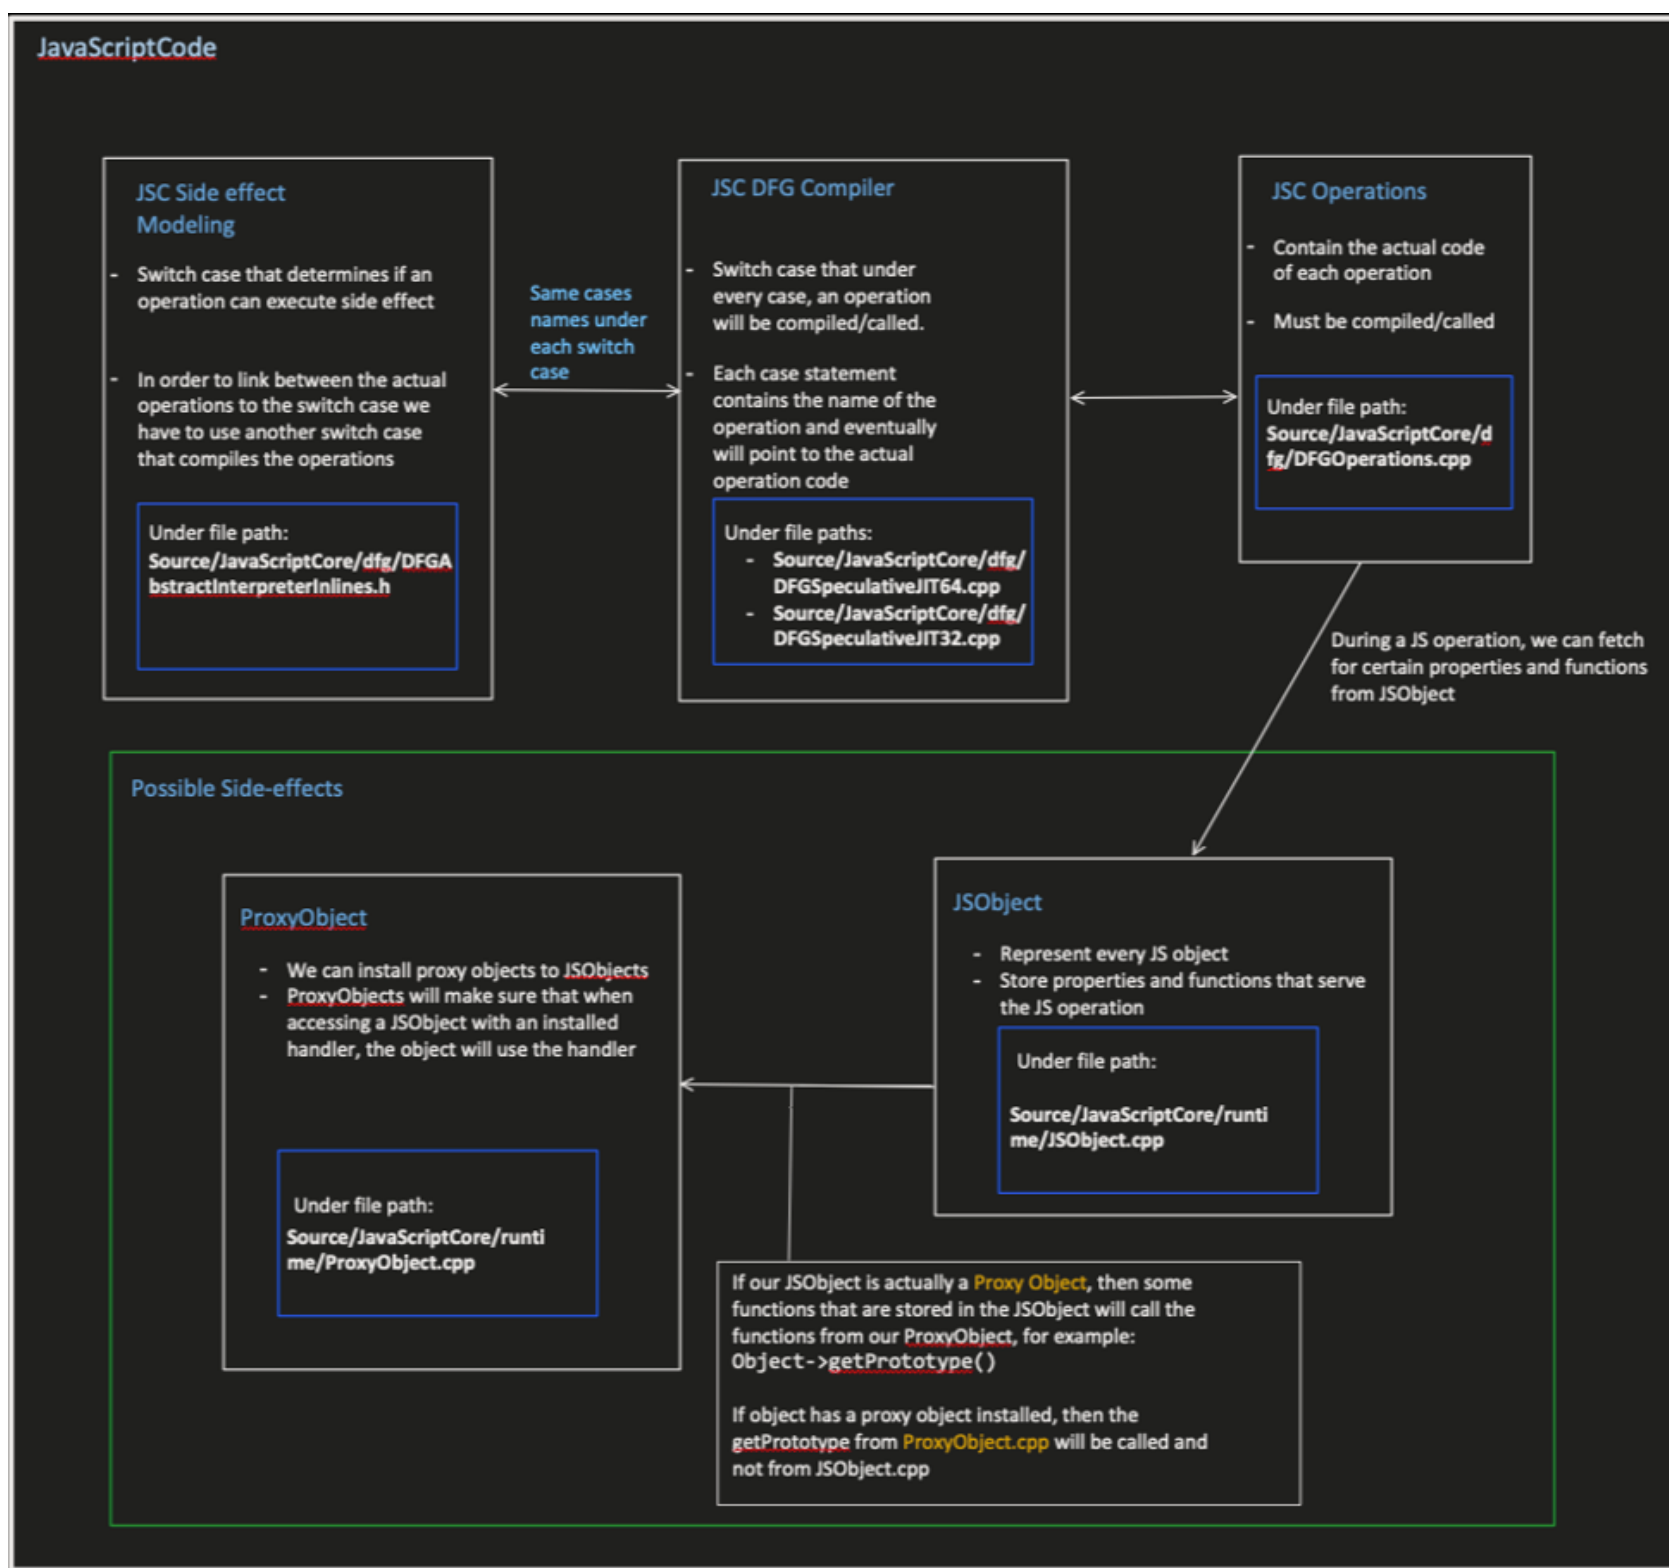 JavaScriptCode
JSC Side effect
Modeling
- Switch case that determines if an
operation can execute side effect
- In order to link between the actual
operations to the switch case we
have to use another switch case
that compiles the operations
Under file path:
Source/JavaScriptCore/dfg/DFGA
bstractInterpreterInlines.h
Same cases
names under
each switch
case
JSC DFG Compiler
- Switch case that under
every case, an operation
will be compiled/called.
- Each case statement
contains the name of the
operation and eventually
will point to the actual
operation code
Under file paths:
- Source/JavaScriptCore/dfg/
DFGSpeculativeJIT64.cpp
- Source/JavaScriptCore/dfg/
DFGSpeculativeJIT32.cpp
JSC Operations
- Contain the actual code
of each operation
- Must be compiled/called
Under file path:
Source/JavaScriptCore/d
fg/DFGOperations.cpp
During a JS operation, we can fetch
for certain properties and functions
from JSObject
Possible Side-effects
ProxyObject
- We can install proxy objects to JSObjects
- ProxyObjects will make sure that when
accessing a JSObject with an installed
handler, the object will use the handler
Under file path:
Source/JavaScriptCore/runti
me/ProxyObject.cpp
JSObject
- Represent every JS object
- Store properties and functions that serve
the JS operation
Under file path:
Source/JavaScriptCore/runti
me/JSObject.cpp
If our JSObject is actually a Proxy Object, then some
functions that are stored in the JSObject will call the
functions from our ProxyObject, for example:
Object->getPrototype()
If object has a proxy object installed, then the
getPrototype from ProxyObject.cpp will be called and
not from JSObject.cpp